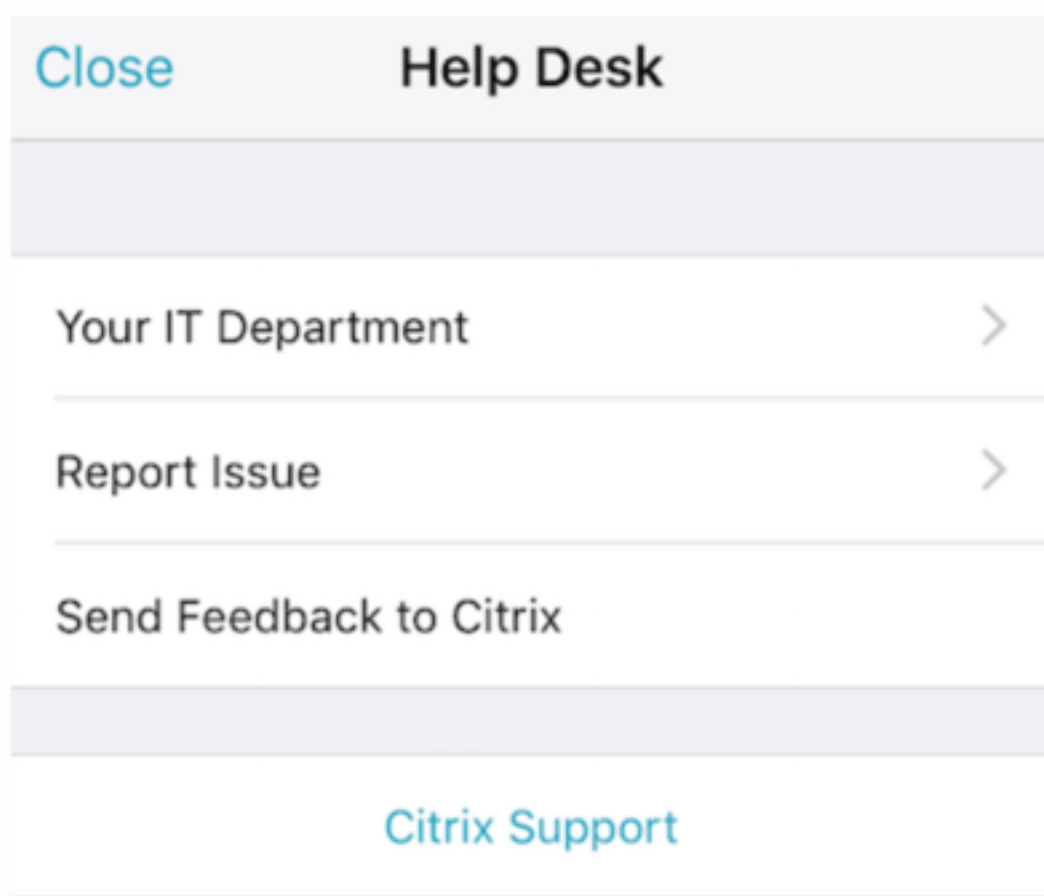 Close Help Desk
Your IT Department
Report Issue
Send Feedback to Citrix
Citrix Support